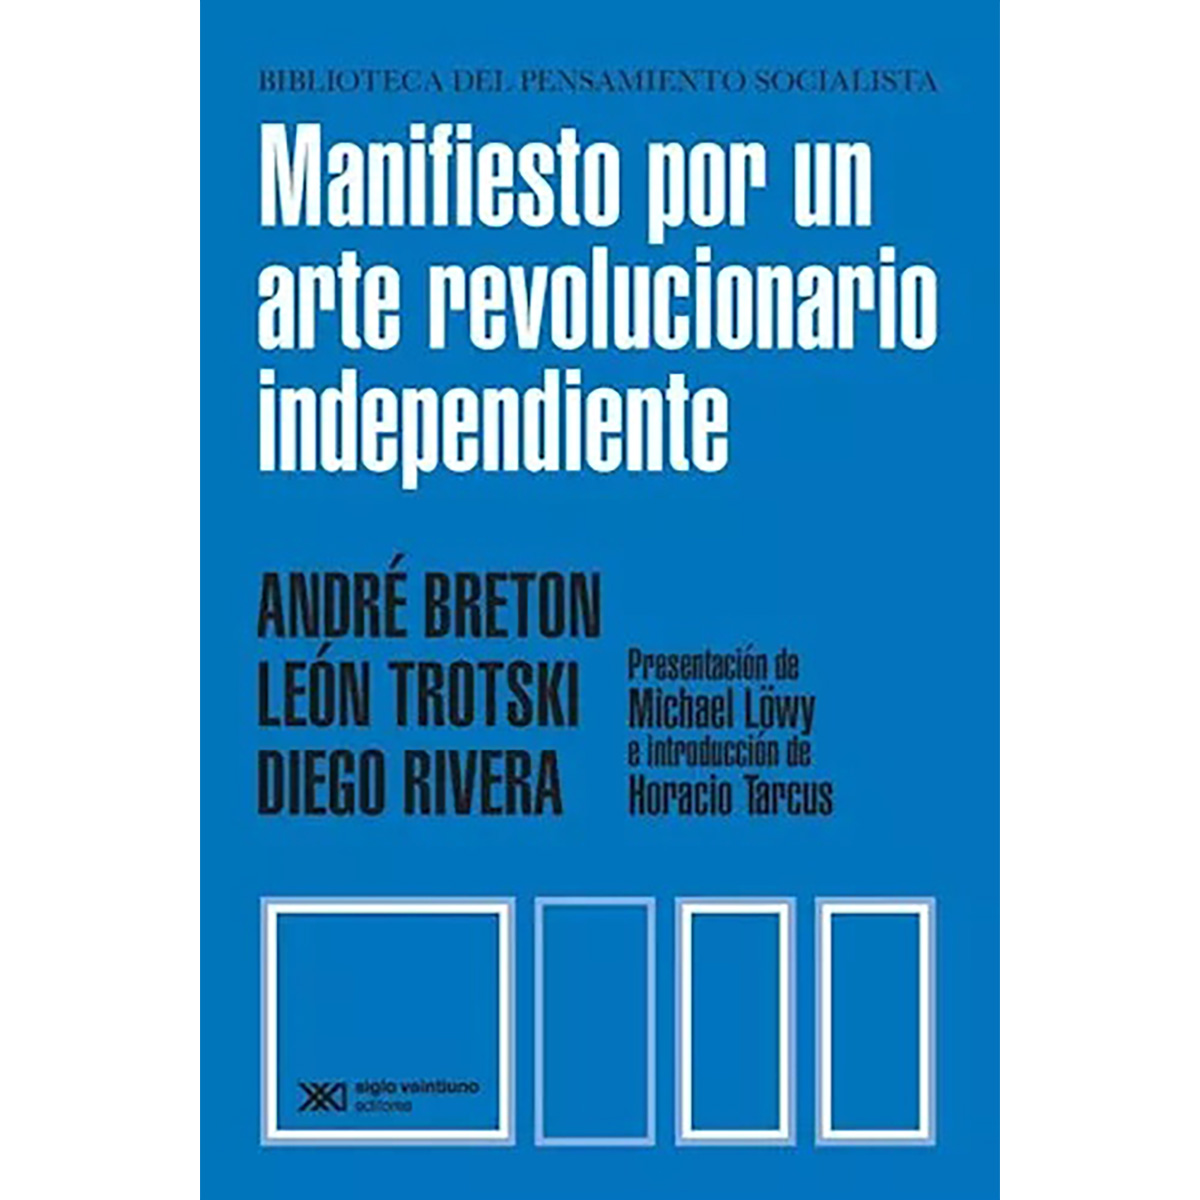 BIBLIOTECA DEL PENSAMIENTO SOCIALISTA
Manifiesto por un
arte revolucionario
independiente
ANDRÉ BRETON
LEÓN TROTSKI
DIEGO RIVERA
Presentación de
Michael Löwy
e introducción de
Horacio Tarcus
siglo veintiuno
editores